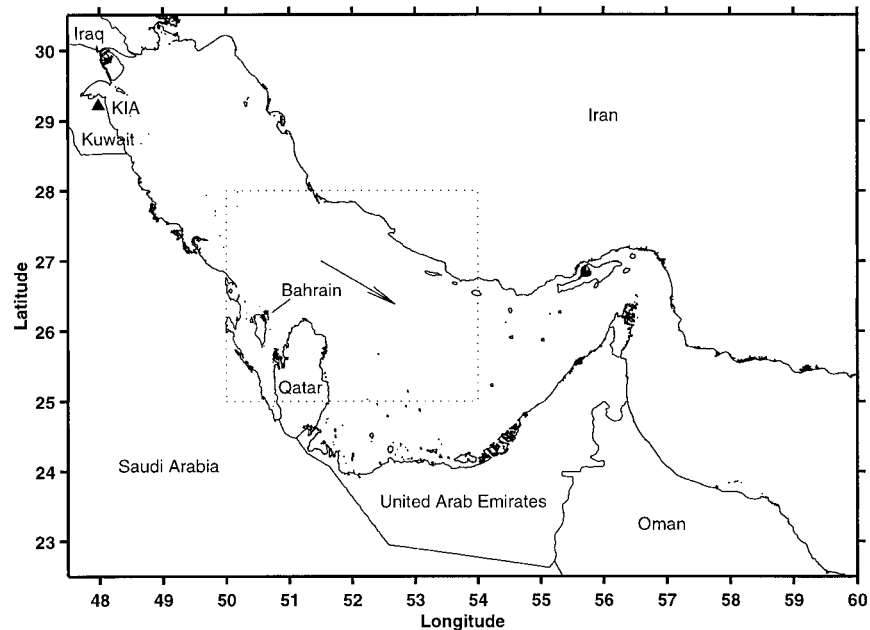 Iraq
KIA
Kuwait
Iran
Bahrain
Qatar
Saudi Arabia
United Arab Emirates
Oman
Latitude
30
29
28
27
26
25
24
23
48
49
50
51
52
53
54
55
56
57
58
59
60
Longitude